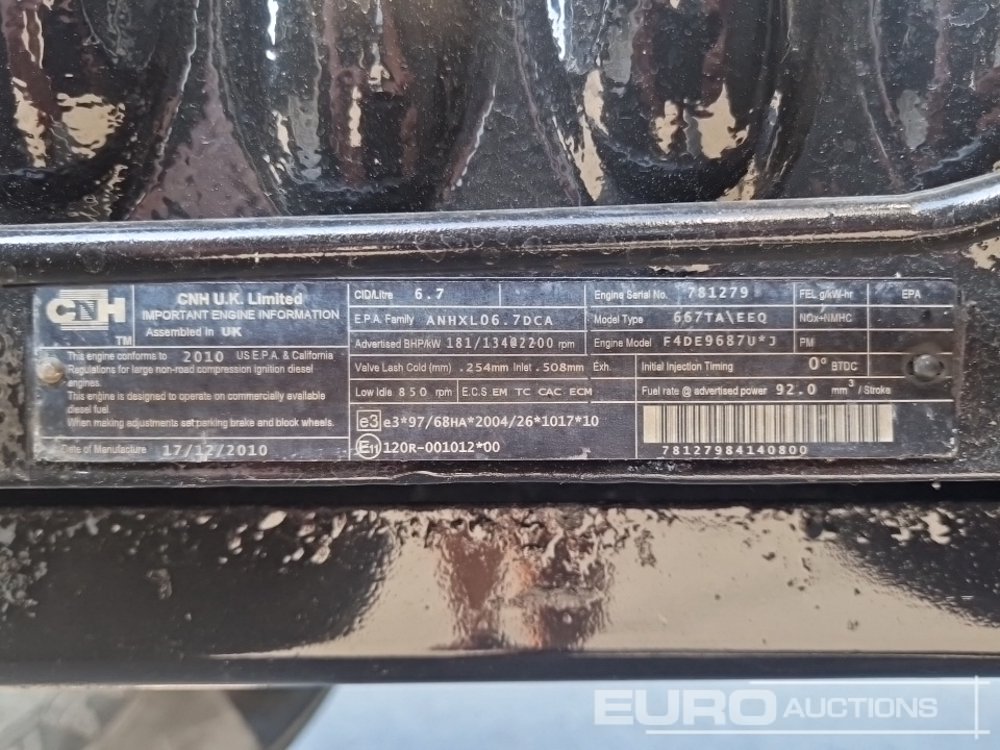 CNH TM
CNH U.K. Limited
IMPORTANT ENGINE INFORMATION
Assembled in UK
This engine conforms to 2010 US E.P.A. & California
Regulations for large non-road compression ignition diesel
engines.
This engine is designed to operate on commercially available
diesel fuel.
When making adjustments set parking brake and block wheels.
Date of Manufacture 17/12/2010
CID/Litre 6.7
E.P.A. Family ANHXL06.7DCA
Advertised BHP/kW 181/134@2200 rpm
Valve Lash Cold (mm) .254mm Inlet .508mm Exh.
Low Idle 850 rpm E.C.S EM TC CAC ECM
e3 e3*97/68HA*2004/26*1017*10
E11 120R-001012*00
Engine Serial No. 781279
Model Type 667TA\EEQ
Engine Model F4DE9687U*J
Initial Injection Timing 0° BTDC
Fuel rate @ advertised power 92.0 mm³ / Stroke
78127984140800
FEL g/kW-hr EPA
NOx+NMHC
PM
EURO AUCTIONS